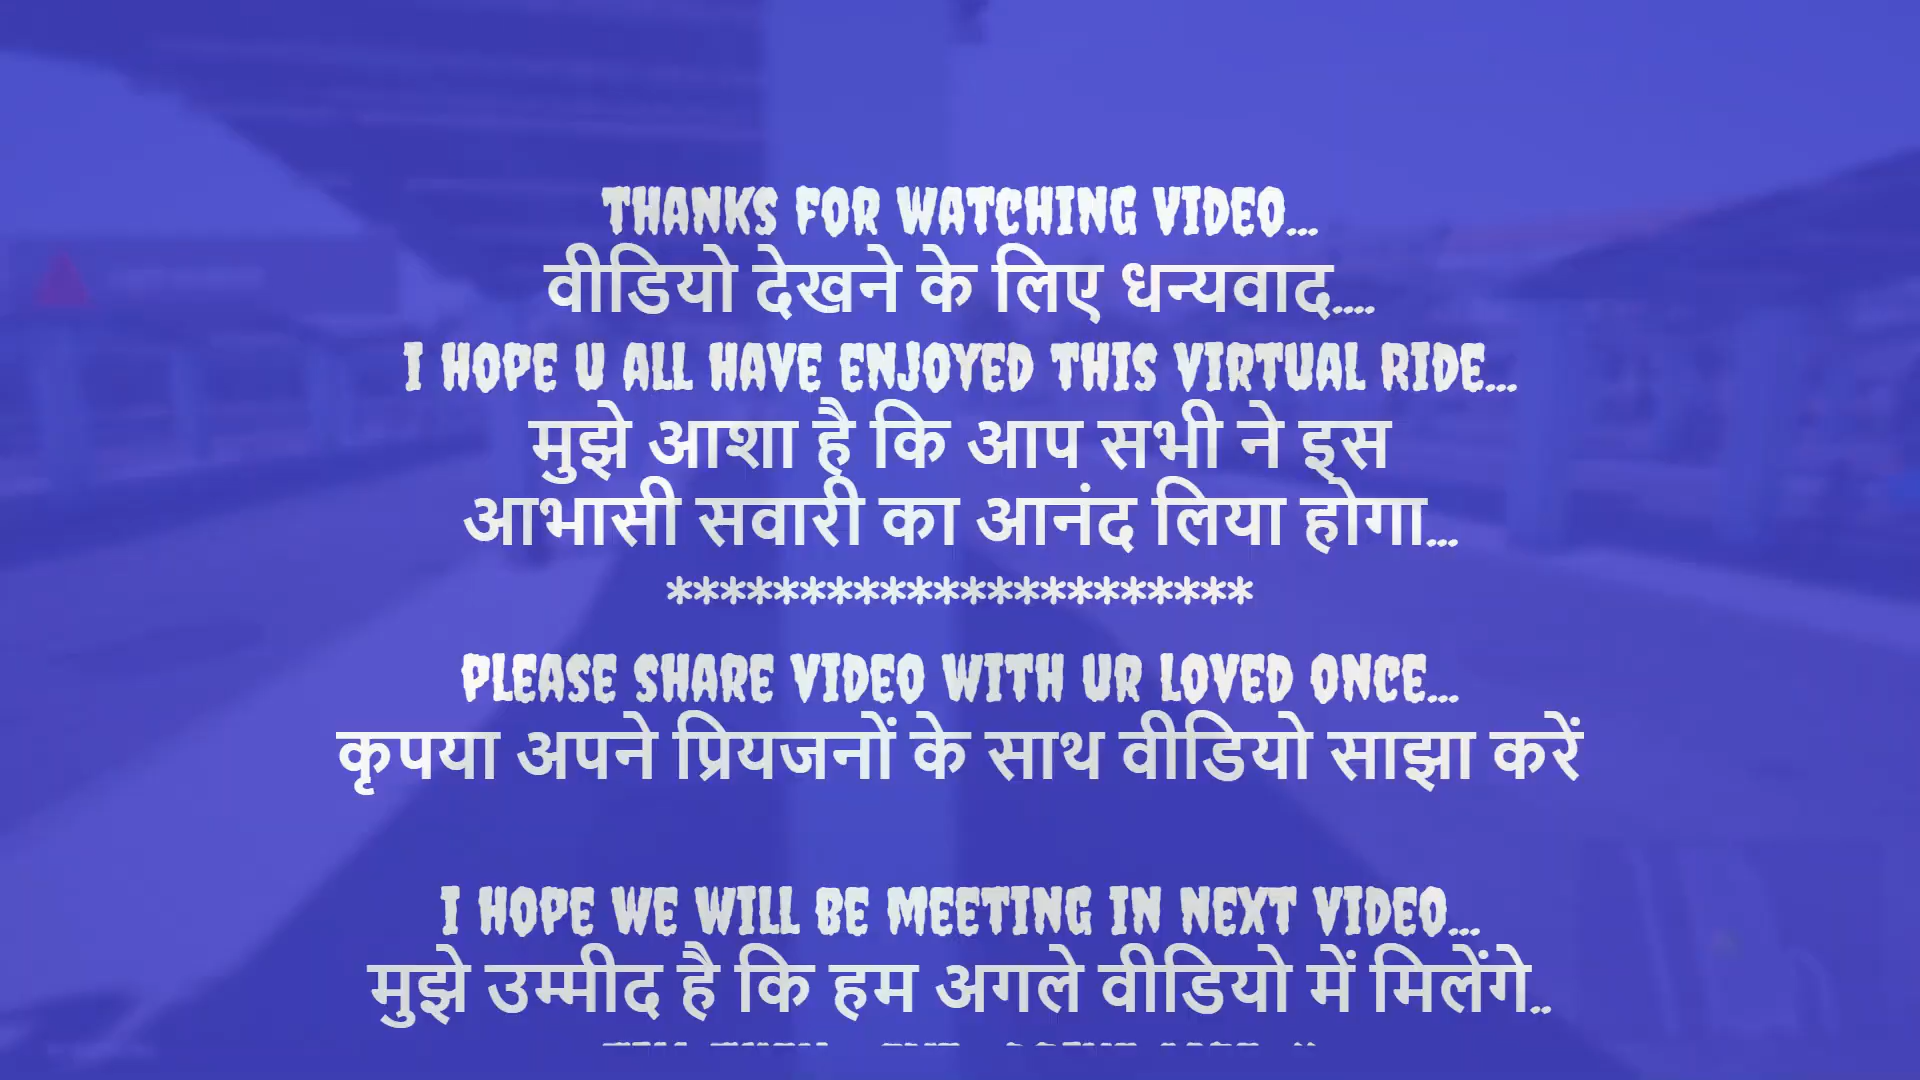 THANKS FOR WATCHING VIDEO...
वीडियो देखने के लिए धन्यवाद....
I HOPE U ALL HAVE ENJOYED THIS VIRTUAL RIDE...
मुझे आशा है कि आप सभी ने इस
आभासी सवारी का आनंद लिया होगा...
**********************
PLEASE SHARE VIDEO WITH UR LOVED ONCE...
कृपया अपने प्रियजनों के साथ वीडियो साझा करें
I HOPE WE WILL BE MEETING IN NEXT VIDEO...
मुझे उम्मीद है कि हम अगले वीडियो में मिलेंगे..